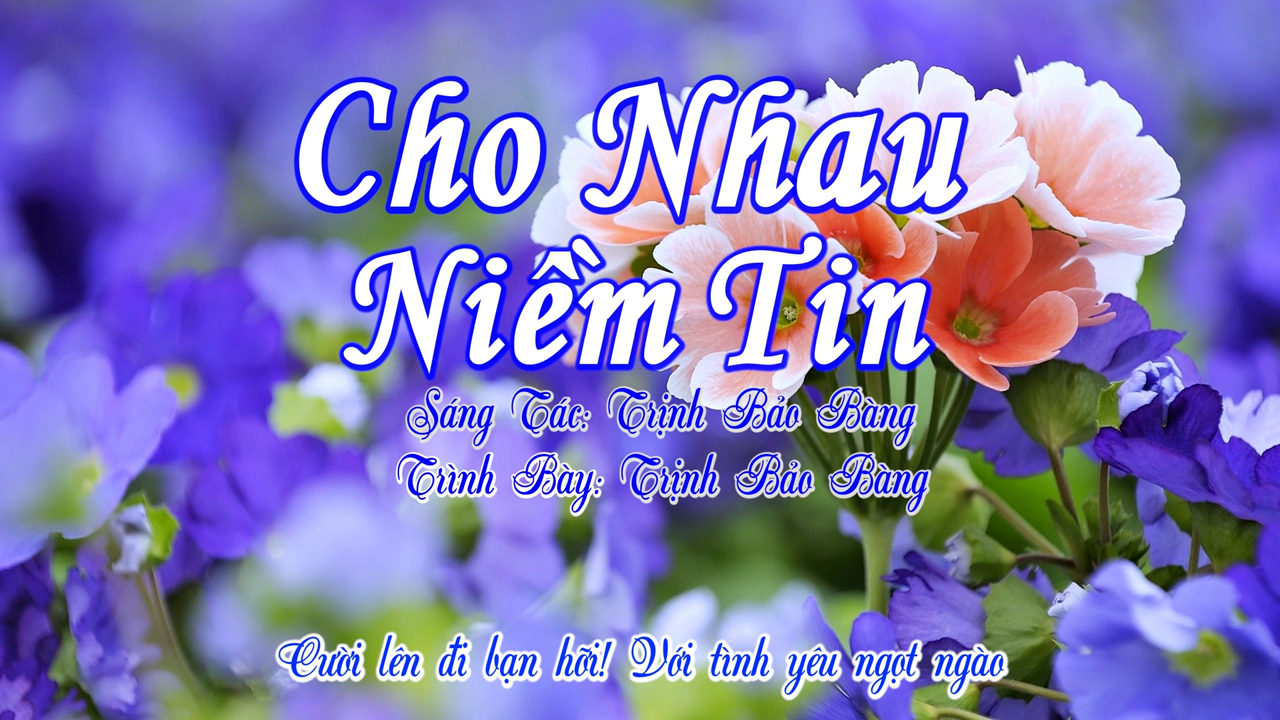 Cho Nhau
Niềm Tin
Sáng Tác: Trịnh Bảo Bàng
Trình Bày: Trịnh Bảo Bàng
Cười lên đi bạn hỡi! Với tình yêu ngọt ngào